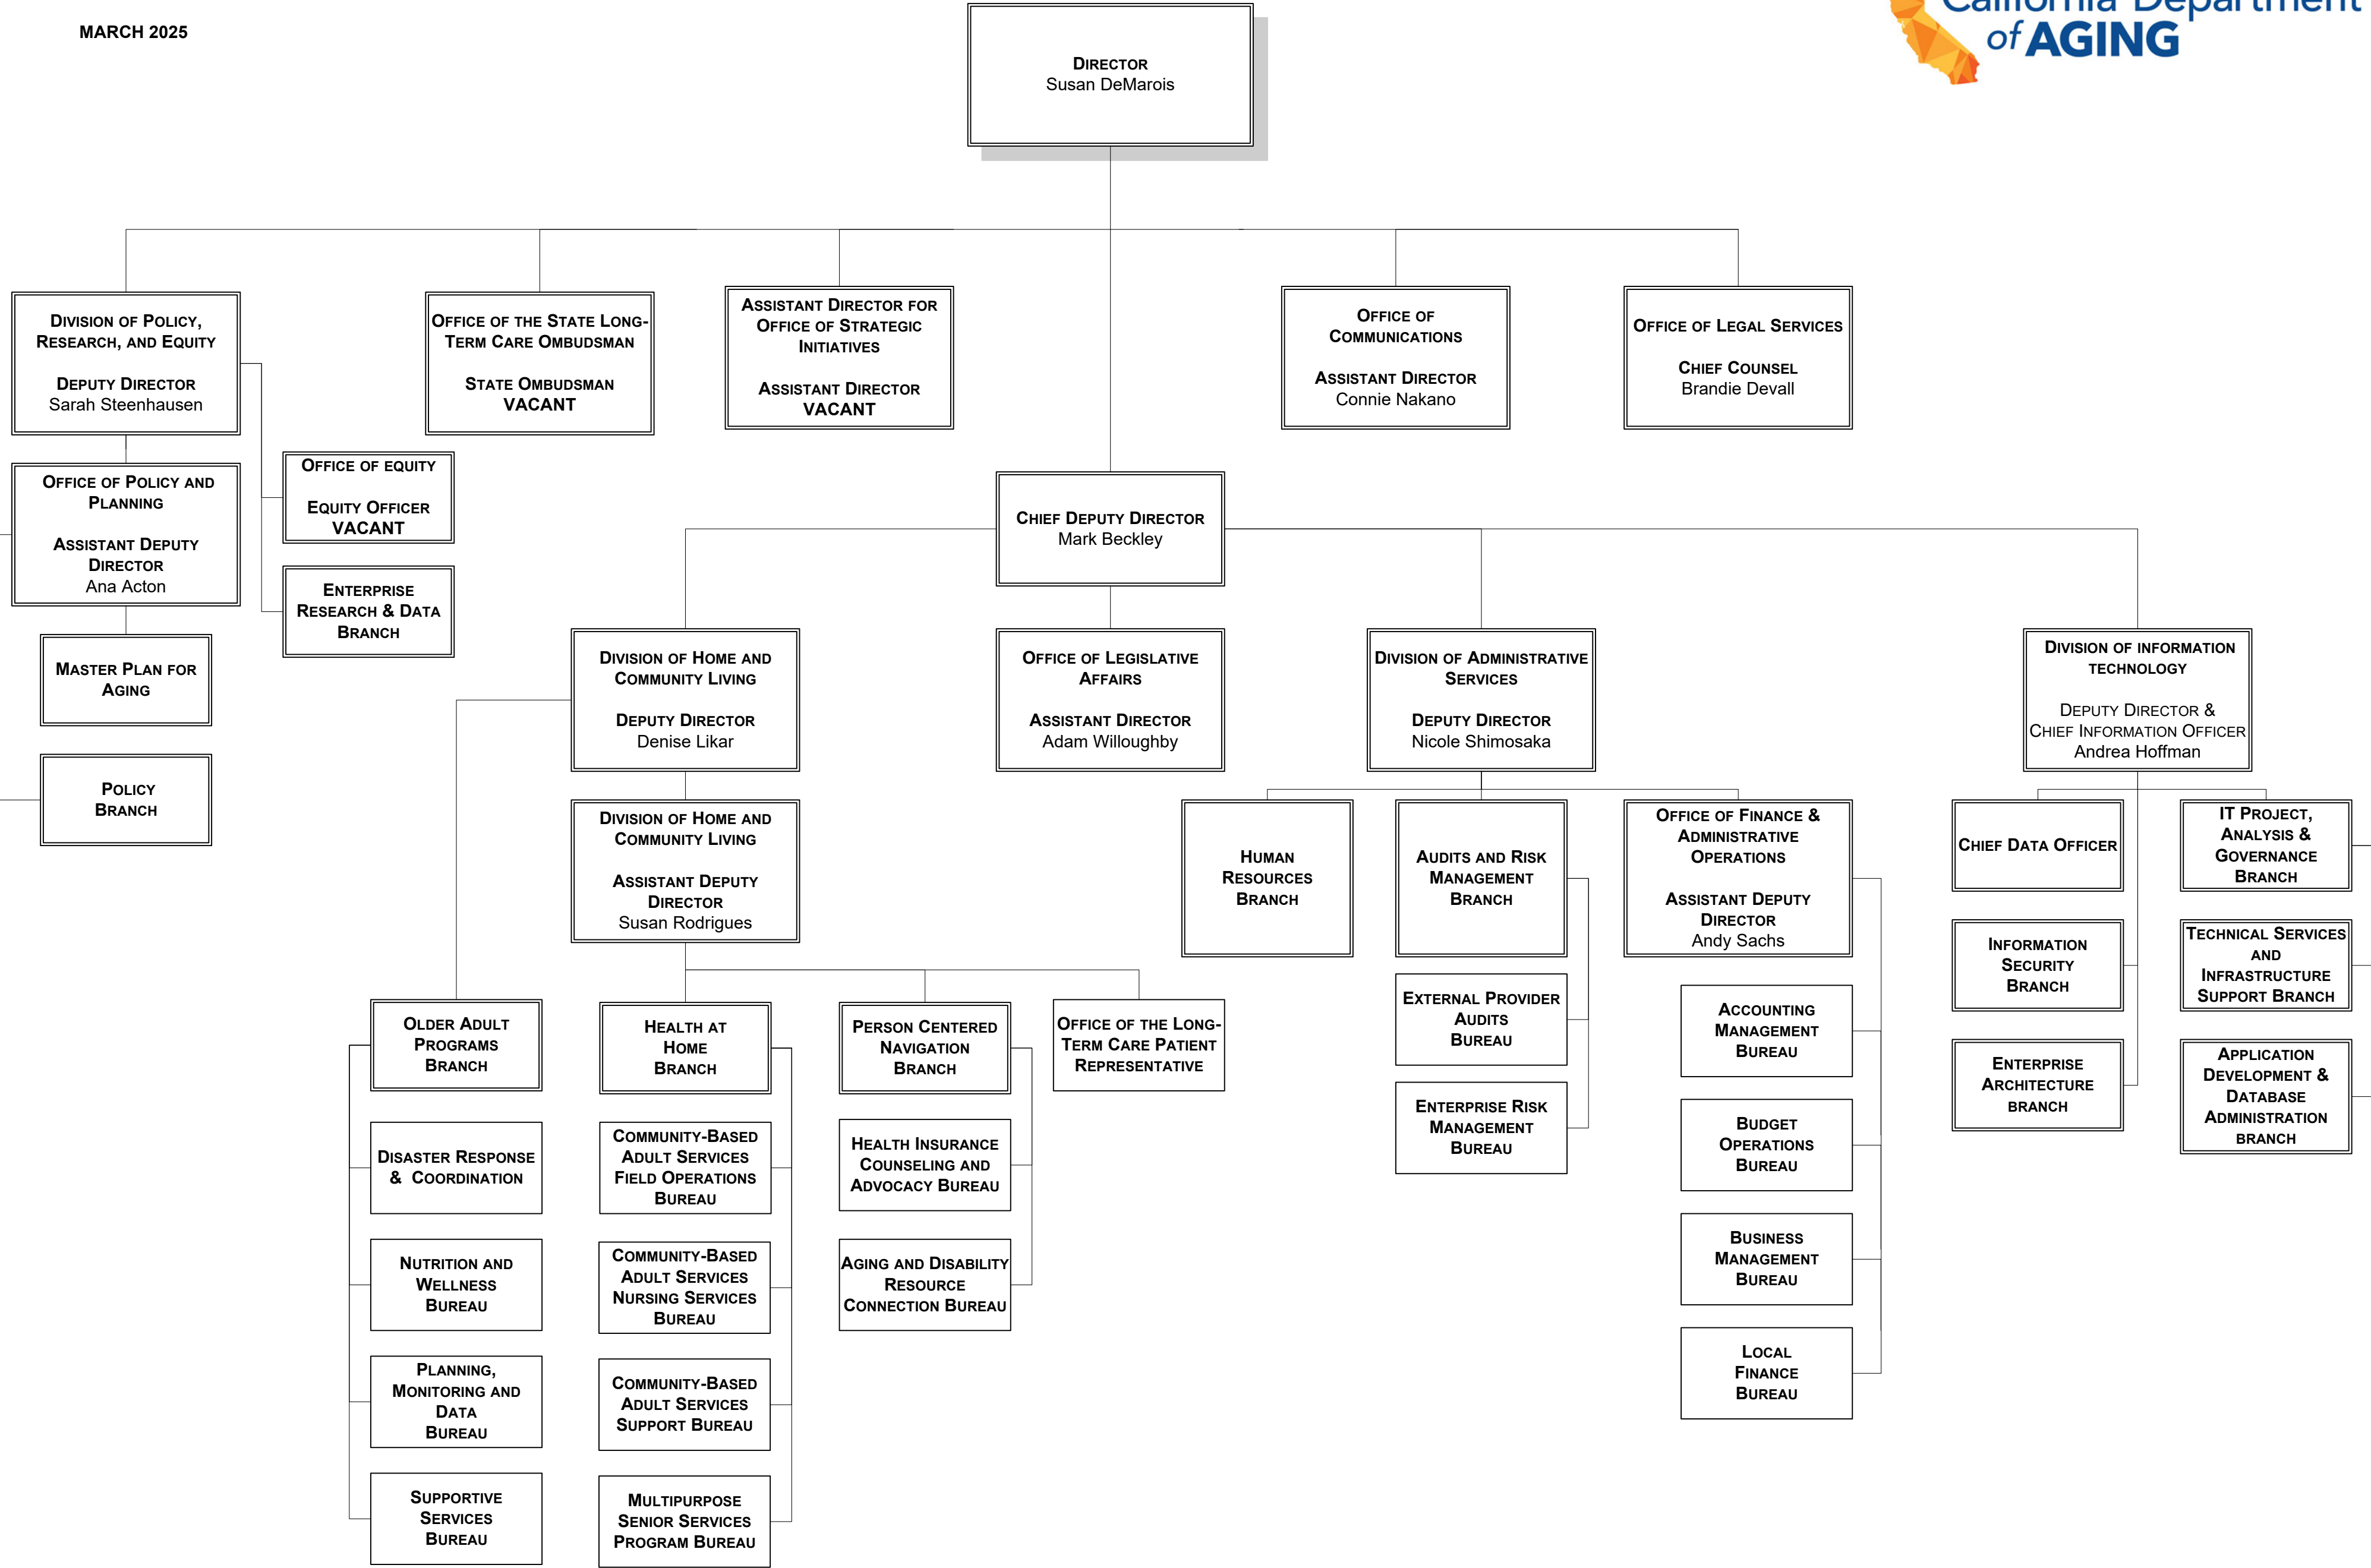 MARCH 2025
California Department
of AGING
DIRECTOR
Susan DeMarois
DIVISION OF POLICY,
RESEARCH, AND EQUITY
DEPUTY DIRECTOR
Sarah Steenhausen
OFFICE OF THE STATE LONG-
TERM CARE OMBUDSMAN
STATE OMBUDSMAN
VACANT
ASSISTANT DIRECTOR FOR
OFFICE OF STRATEGIC
INITIATIVES
ASSISTANT DIRECTOR
VACANT
OFFICE OF
COMMUNICATIONS
ASSISTANT DIRECTOR
Connie Nakano
OFFICE OF LEGAL SERVICES
CHIEF COUNSEL
Brandie Devall
OFFICE OF POLICY AND
PLANNING
ASSISTANT DEPUTY
DIRECTOR
Ana Acton
OFFICE OF EQUITY
EQUITY OFFICER
VACANT
ENTERPRISE
RESEARCH & DATA
BRANCH
MASTER PLAN FOR
AGING
POLICY
BRANCH
CHIEF DEPUTY DIRECTOR
Mark Beckley
DIVISION OF HOME AND
COMMUNITY LIVING
DEPUTY DIRECTOR
Denise Likar
OFFICE OF LEGISLATIVE
AFFAIRS
ASSISTANT DIRECTOR
Adam Willoughby
DIVISION OF ADMINISTRATIVE
SERVICES
DEPUTY DIRECTOR
Nicole Shimosaka
DIVISION OF INFORMATION
TECHNOLOGY
DEPUTY DIRECTOR &
CHIEF INFORMATION OFFICER
Andrea Hoffman
DIVISION OF HOME AND
COMMUNITY LIVING
ASSISTANT DEPUTY
DIRECTOR
Susan Rodrigues
HUMAN
RESOURCES
BRANCH
AUDITS AND RISK
MANAGEMENT
BRANCH
OFFICE OF FINANCE &
ADMINISTRATIVE
OPERATIONS
ASSISTANT DEPUTY
DIRECTOR
Andy Sachs
CHIEF DATA OFFICER
IT PROJECT,
ANALYSIS &
GOVERNANCE
BRANCH
INFORMATION
SECURITY
BRANCH
TECHNICAL SERVICES
AND
INFRASTRUCTURE
SUPPORT BRANCH
ENTERPRISE
ARCHITECTURE
BRANCH
APPLICATION
DEVELOPMENT &
DATABASE
ADMINISTRATION
BRANCH
OLDER ADULT
PROGRAMS
BRANCH
DISASTER RESPONSE
& COORDINATION
NUTRITION AND
WELLNESS
BUREAU
PLANNING,
MONITORING AND
DATA
BUREAU
SUPPORTIVE
SERVICES
BUREAU
HEALTH AT
HOME
BRANCH
COMMUNITY-BASED
ADULT SERVICES
FIELD OPERATIONS
BUREAU
COMMUNITY-BASED
ADULT SERVICES
NURSING SERVICES
BUREAU
COMMUNITY-BASED
ADULT SERVICES
SUPPORT BUREAU
MULTIPURPOSE
SENIOR SERVICES
PROGRAM BUREAU
PERSON CENTERED
NAVIGATION
BRANCH
HEALTH INSURANCE
COUNSELING AND
ADVOCACY BUREAU
AGING AND DISABILITY
RESOURCE
CONNECTION BUREAU
OFFICE OF THE LONG-
TERM CARE PATIENT
REPRESENTATIVE
EXTERNAL PROVIDER
AUDITS
BUREAU
ENTERPRISE RISK
MANAGEMENT
BUREAU
ACCOUNTING
MANAGEMENT
BUREAU
BUDGET
OPERATIONS
BUREAU
BUSINESS
MANAGEMENT
BUREAU
LOCAL
FINANCE
BUREAU